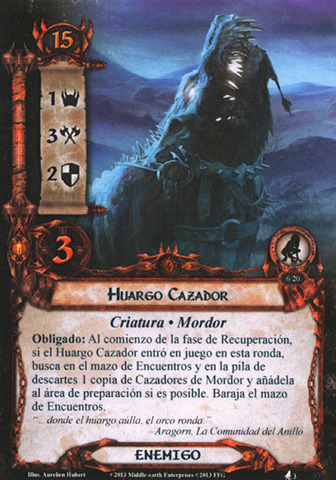 15
1
3
2
3
6/20
HUARGO CAZADOR
Criatura • Mordor
Obligado: Al comienzo de la fase de Recuperación,
si el Huargo Cazador entró en juego en esta ronda,
busca en el mazo de Encuentros y en la pila de
descartes 1 copia de Cazadores de Mordor y añádela
al área de preparación si es posible. Baraja el mazo
de Encuentros.
“... donde el huargo aúlla, el orco ronda.”
–Aragorn, La Comunidad del Anillo
ENEMIGO
Illus. Aurelien Hubert ©2013 Middle-earth Enterprises ©2013 FFG